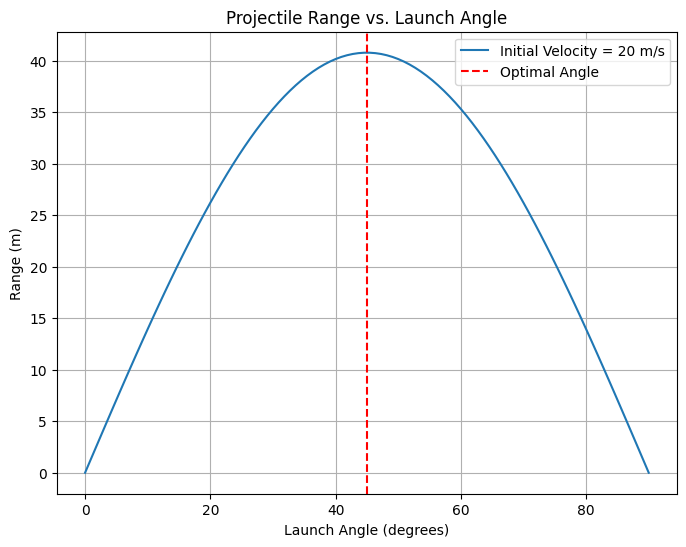 Projectile Range vs. Launch Angle
Initial Velocity = 20 m/s
Optimal Angle
40
35
30
25
20
15
10
5
0
Range (m)
0 20 40 60 80
Launch Angle (degrees)